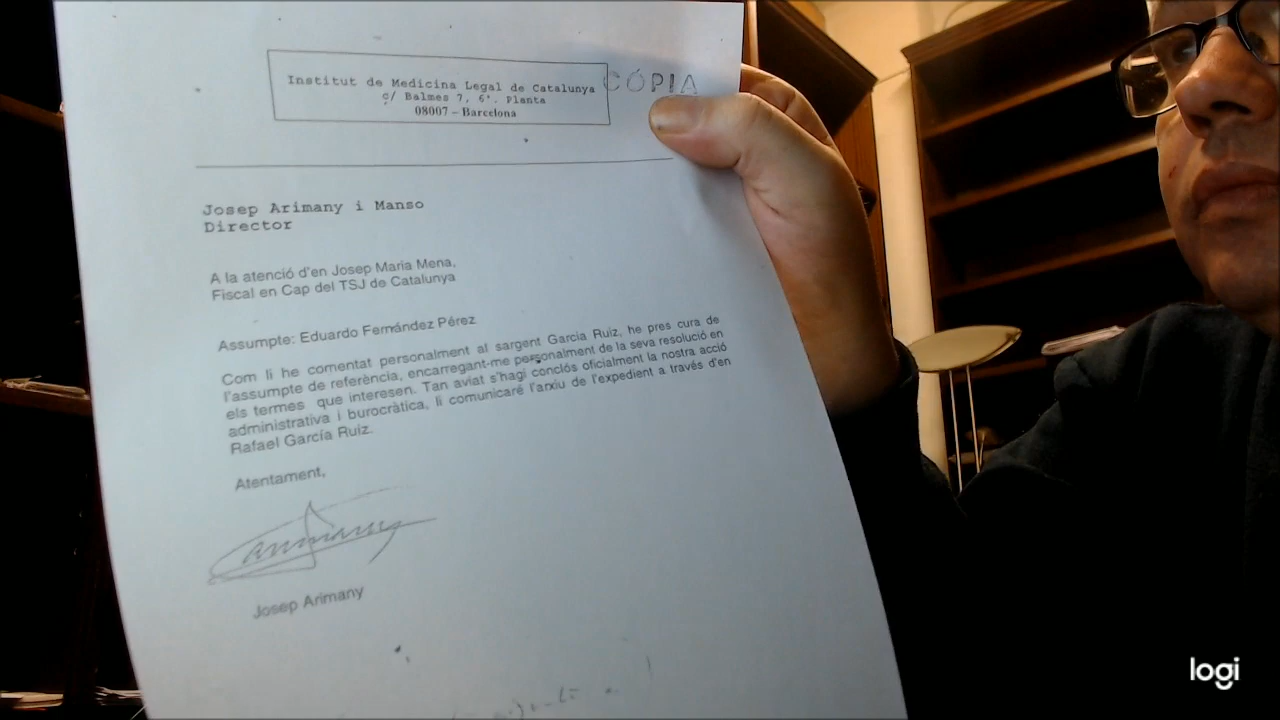 Institut de Medicina Legal de Catalunya
CÒPIA
c/ Balmes 7, 6ª. Planta
08007 – Barcelona
Josep Arimany i Manso
Director
A la atenció d'en Josep Maria Mena,
Fiscal en Cap del TSJ de Catalunya
Assumpte: Eduardo Fernández Pérez
Com li he comentat personalment al sargent Garcia Ruiz, he pres cura de
l'assumpte de referència, encarregant-me personalment de la seva resolució en
els termes que interesen. Tan aviat s'hagi conclós oficialment la nostra acció
administrativa i burocràtica, li comunicaré l'arxiu de l'expedient a través d'en
Rafael García Ruiz.
Atentament,
Josep Arimany
logi